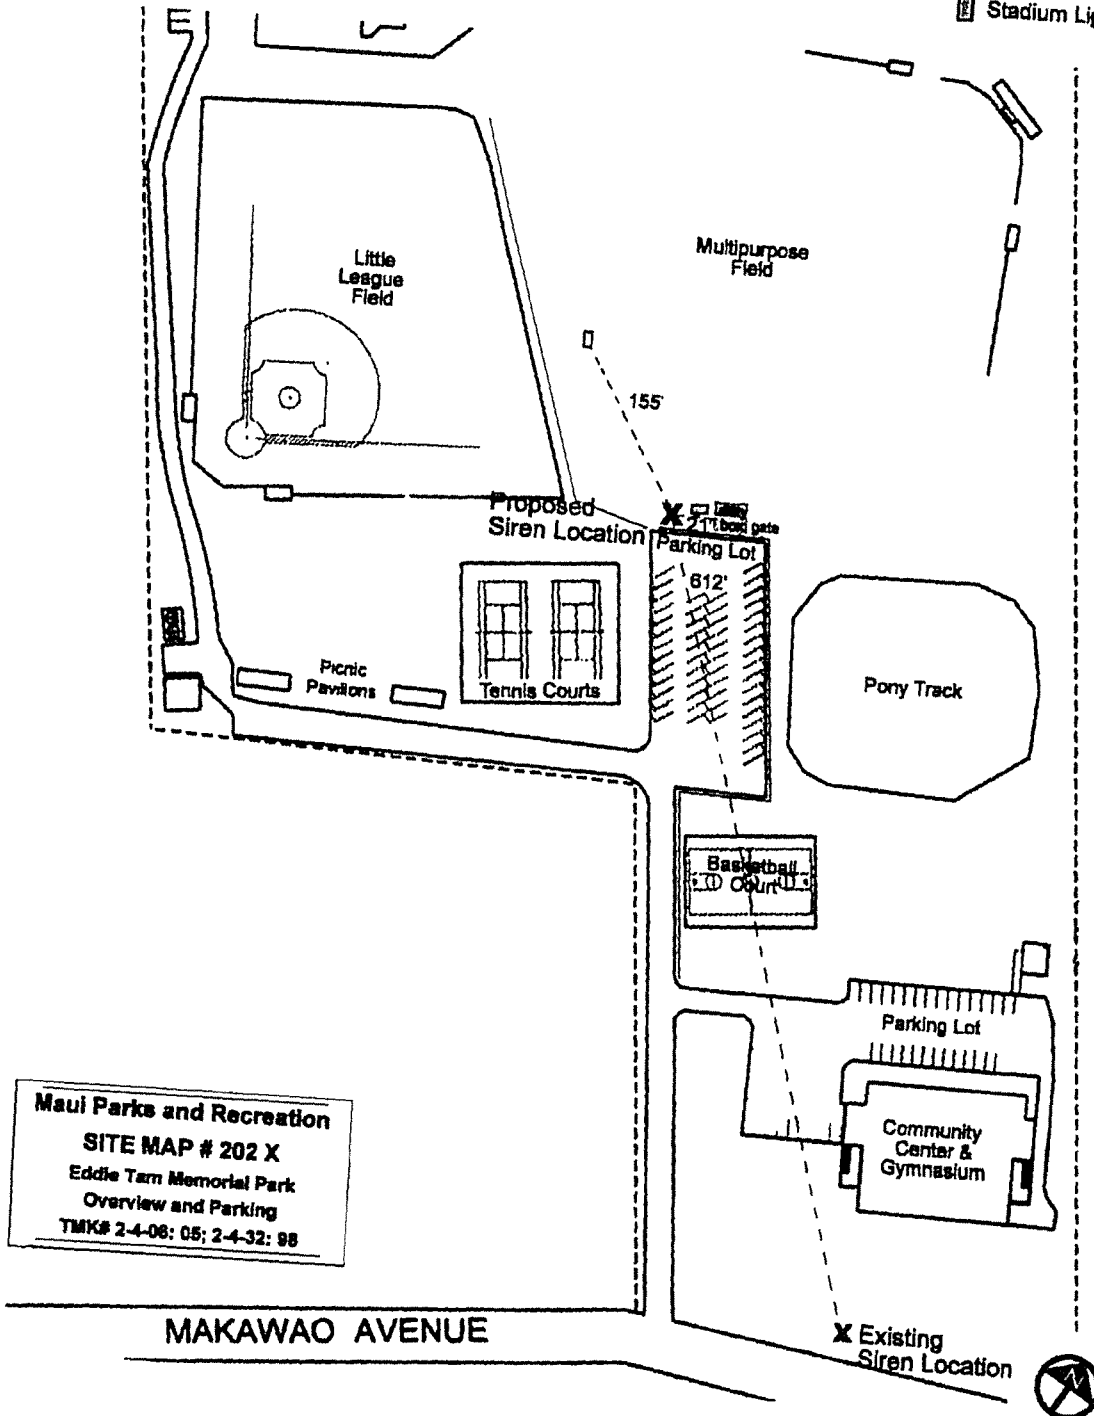 Stadium
Little
League
Field
Multipurpose
Field
155'
Proposed
Siren Location
21'
gate
Parking Lot
612'
Picnic
Pavilions
Tennis Courts
Pony Track
Basketball
Court
Parking Lot
Community
Center &
Gymnasium
Maui Parks and Recreation
SITE MAP # 202 X
Eddie Tam Memorial Park
Overview and Parking
TMK# 2-4-06: 05; 2-4-32: 98
MAKAWAO AVENUE
X Existing
Siren Location
N